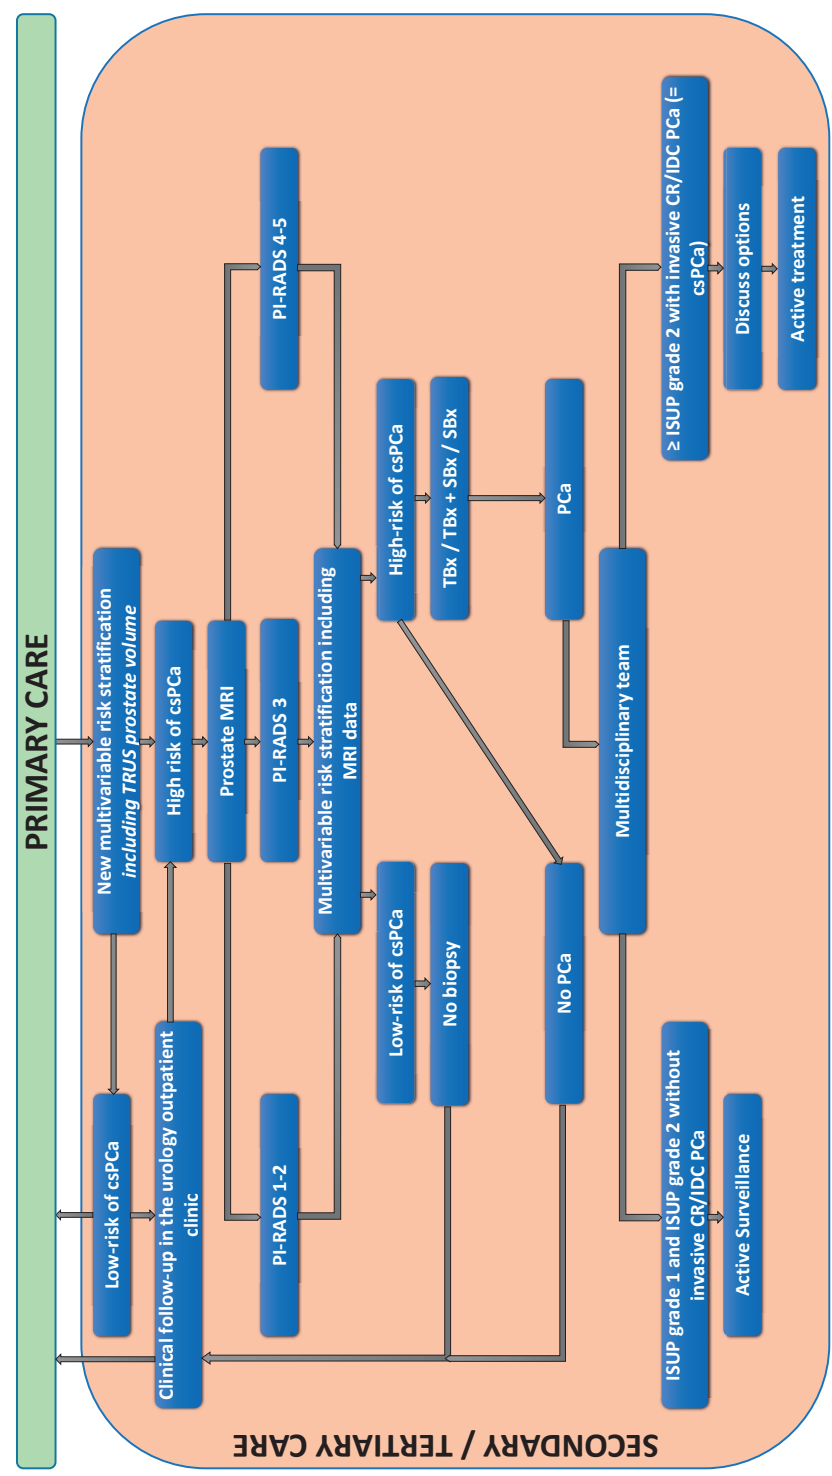 PRIMARY CARE
SECONDARY / TERTIARY CARE
New multivariable risk stratification
including TRUS prostate volume
Low-risk of csPCa
High risk of csPCa
Clinical follow-up in the urology outpatient
clinic
Prostate MRI
PI-RADS 1-2
PI-RADS 3
PI-RADS 4-5
Multivariable risk stratification including
MRI data
Low-risk of csPCa
High-risk of csPCa
No biopsy
TBx / TBx + SBx / SBx
No PCa
PCa
Multidisciplinary team
ISUP grade 1 and ISUP grade 2 without
invasive CR/IDC PCa
≥ ISUP grade 2 with invasive CR/IDC PCa (=
csPCa)
Active Surveillance
Discuss options
Active treatment